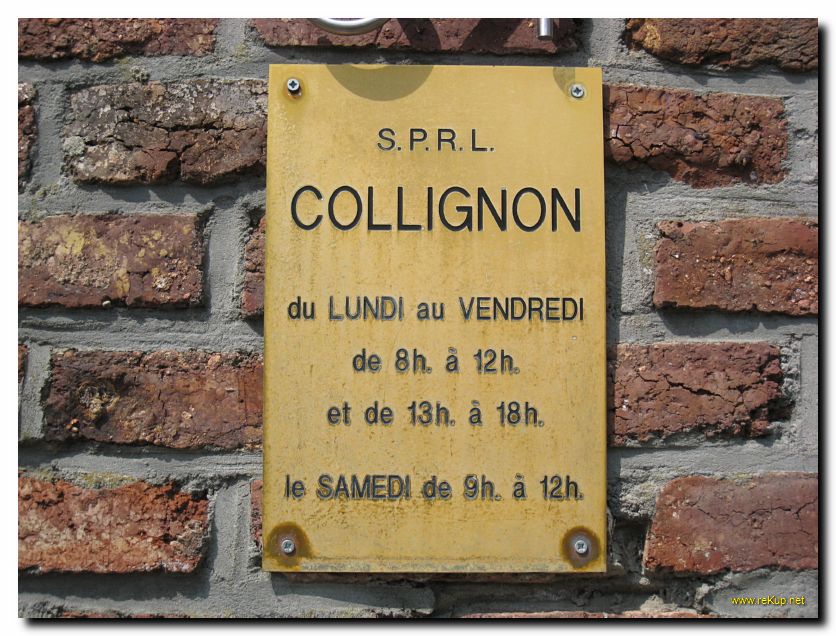 S.P.R.L.
COLLIGNON
du LUNDI au VENDREDI
de 8h. à 12h.
et de 13h. à 18h.
le SAMEDI de 9h. à 12h.
www.reKup.net